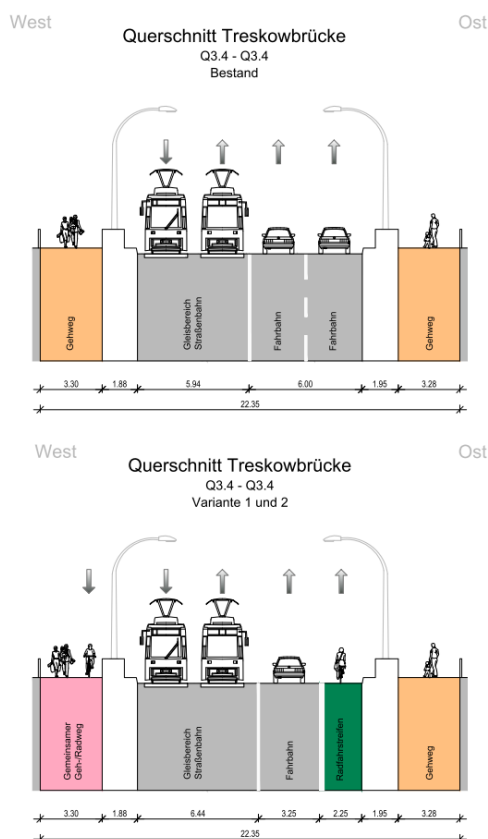 West Ost
Querschnitt Treskowbrücke
Q3.4 - Q3.4
Bestand
Gehweg
Gleisbereich
Straßenbahn
Fahrbahn
Fahrbahn
Gehweg
3.30 1.88 5.94 6.00 1.95 3.28
22.35
West Ost
Querschnitt Treskowbrücke
Q3.4 - Q3.4
Variante 1 und 2
Gemeinsamer
Geh-/Radweg
Gleisbereich
Straßenbahn
Fahrbahn
Radfahrstreifen
Gehweg
3.30 1.88 6.44 3.25 2.25 1.95 3.28
22.35